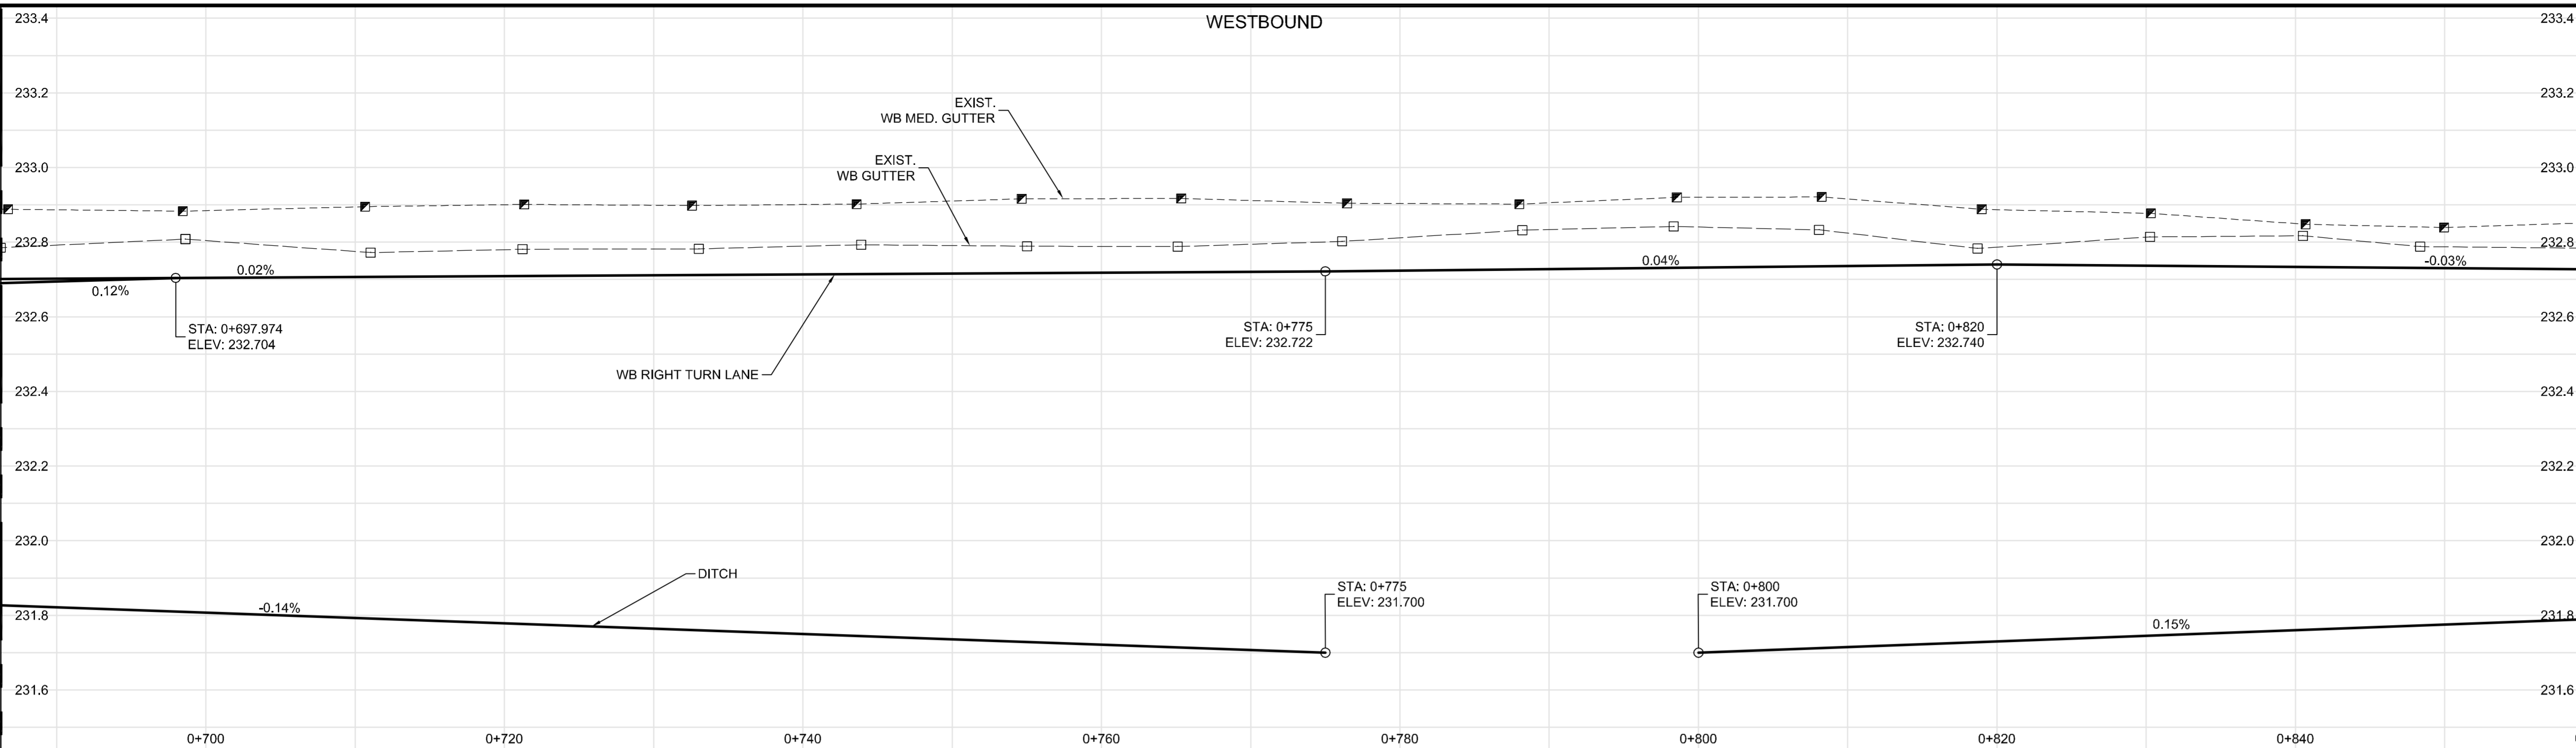 WESTBOUND
233.4 233.4
233.2 233.2
EXIST.
WB MED. GUTTER
233.0 233.0
EXIST.
WB GUTTER
232.8 232.8
0.02% 0.04% -0.03%
0.12%
232.6 232.6
STA: 0+697.974
ELEV: 232.704
STA: 0+775
ELEV: 232.722
STA: 0+820
ELEV: 232.740
WB RIGHT TURN LANE
232.4 232.4
232.2 232.2
232.0 232.0
DITCH
STA: 0+775
ELEV: 231.700
STA: 0+800
ELEV: 231.700
-0.14%
231.8 231.8
0.15%
231.6 231.6
0+700 0+720 0+740 0+760 0+780 0+800 0+820 0+840